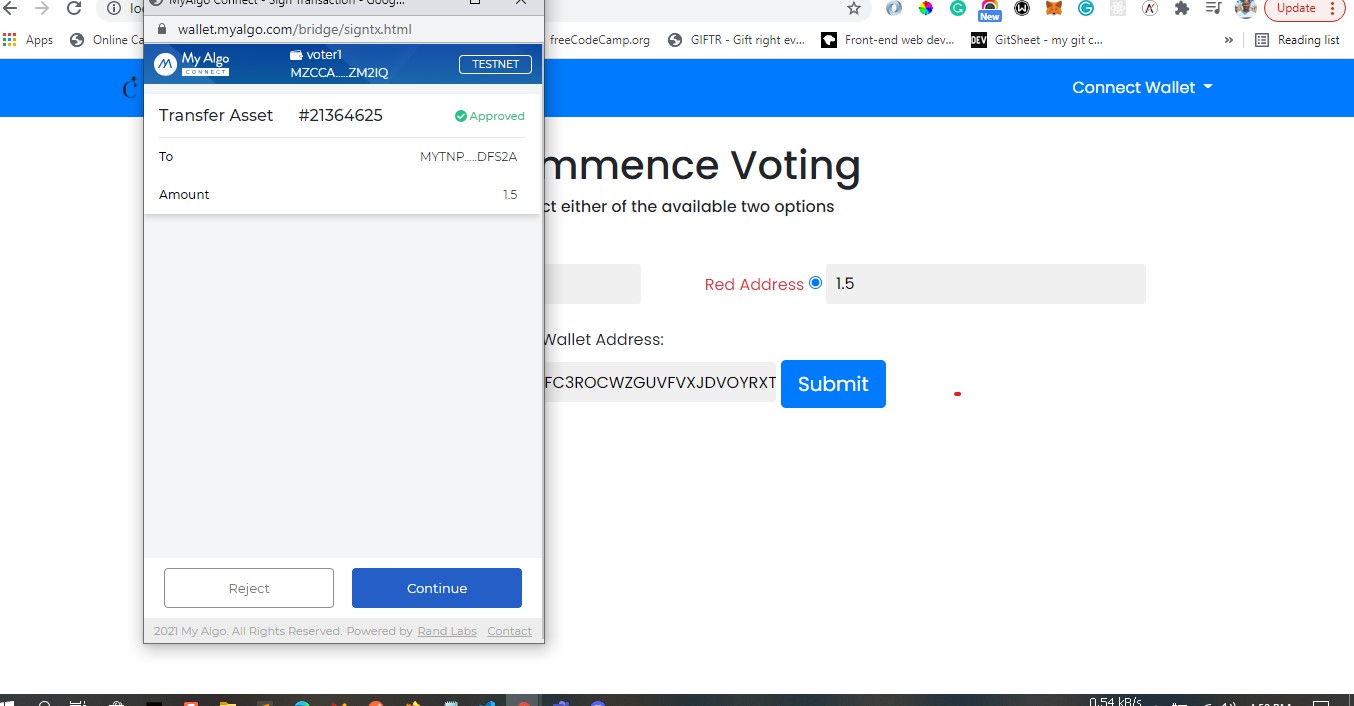 MyAlgo Connect - Sign Transaction - Goog...
wallet.myalgo.com/bridge/signtx.html
New
Update
Apps
Online Ca
freeCodeCamp.org
GIFTR - Gift right ev...
Front-end web dev...
DEV
GitSheet - my git c...
»
Reading list
My Algo
CONNECT
voter1
MZCCA.....ZM2IQ
TESTNET
Connect Wallet
Transfer Asset #21364625 Approved
To MYTNP.....DFS2A
Amount 1.5
mmence Voting
ct either of the available two options
Red Address 1.5
Wallet Address:
FC3ROCWZGUVFVXJDVOYRXT Submit
Reject Continue
2021 My Algo. All Rights Reserved. Powered by Rand Labs Contact
0.54 kB/s